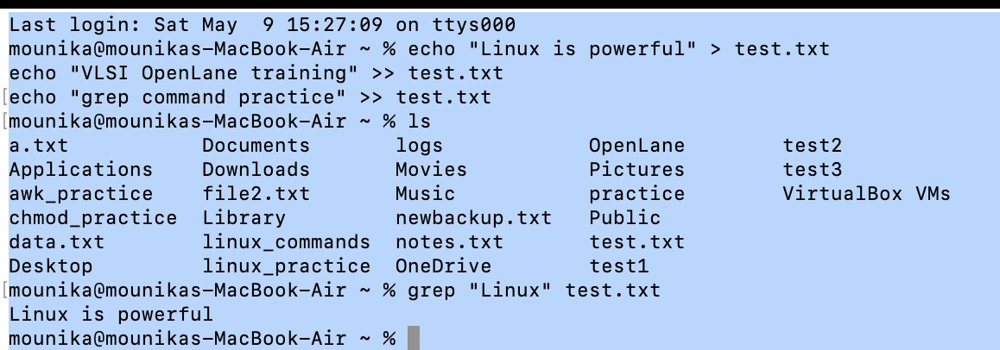 Last login: Sat May  9 15:27:09 on ttys000
mounika@mounikas-MacBook-Air ~ % echo "Linux is powerful" > test.txt
echo "VLSI OpenLane training" >> test.txt
[echo "grep command practice" >> test.txt
[mounika@mounikas-MacBook-Air ~ % ls
a.txt           Documents       logs            OpenLane        test2
Applications    Downloads       Movies          Pictures        test3
awk_practice    file2.txt       Music           practice        VirtualBox VMs
chmod_practice  Library         newbackup.txt   Public
data.txt        linux_commands  notes.txt       test.txt
Desktop         linux_practice  OneDrive        test1
[mounika@mounikas-MacBook-Air ~ % grep "Linux" test.txt
Linux is powerful
mounika@mounikas-MacBook-Air ~ %